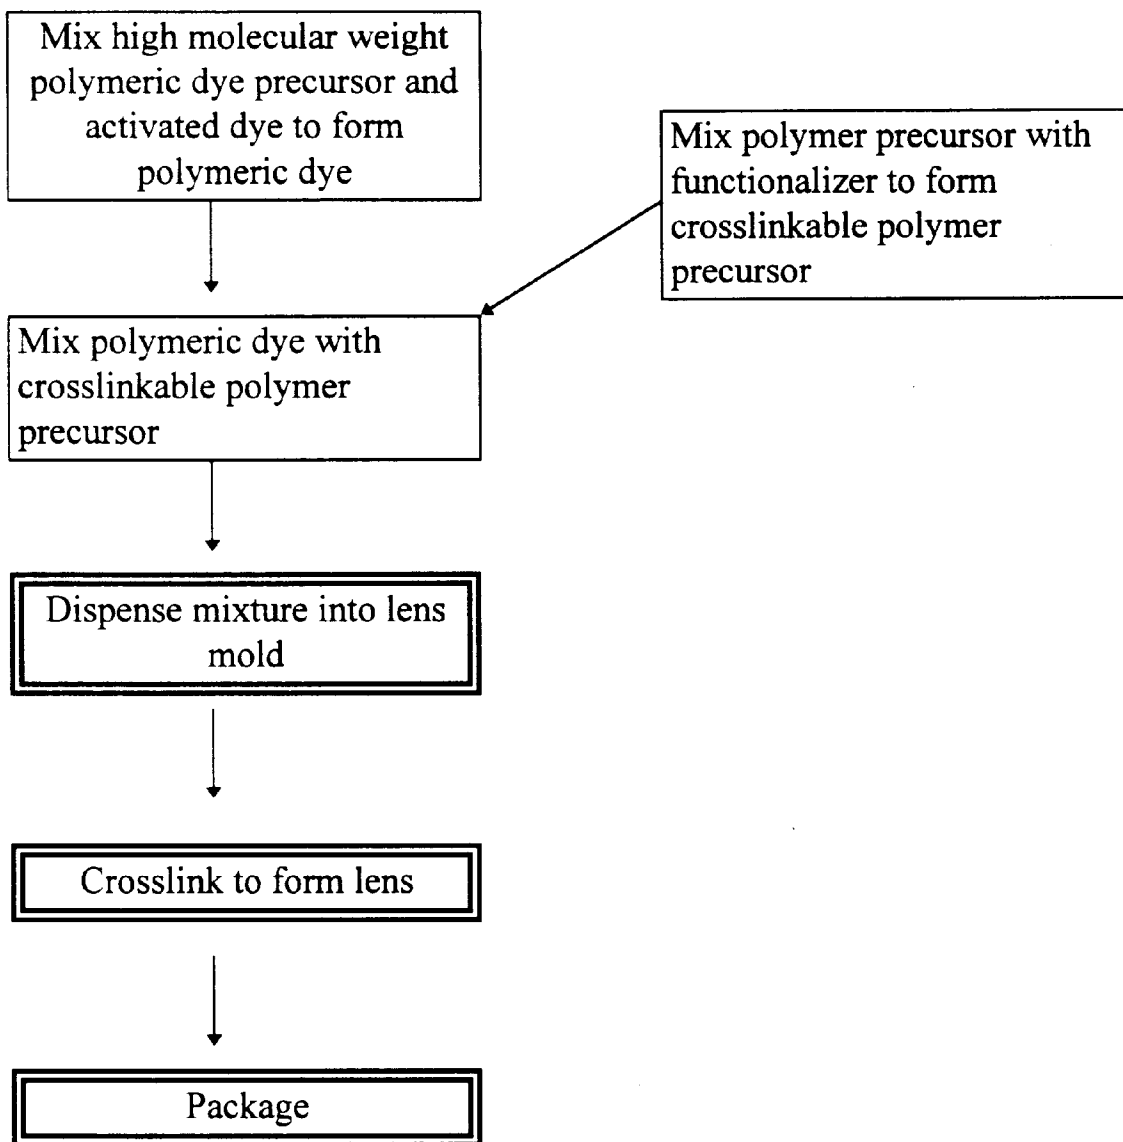 Mix high molecular weight
polymeric dye precursor and
activated dye to form
polymeric dye
Mix polymer precursor with
functionalizer to form
crosslinkable polymer
precursor
Mix polymeric dye with
crosslinkable polymer
precursor
Dispense mixture into lens
mold
Crosslink to form lens
Package